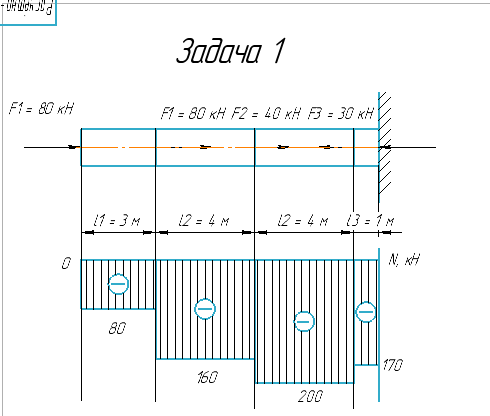 Задача 1
F1 = 80 кН
F1 = 80 кН F2 = 40 кН F3 = 30 кН
l1 = 3 м l2 = 4 м l2 = 4 м l3 = 1 м
0 N, кН
80
160
200
170